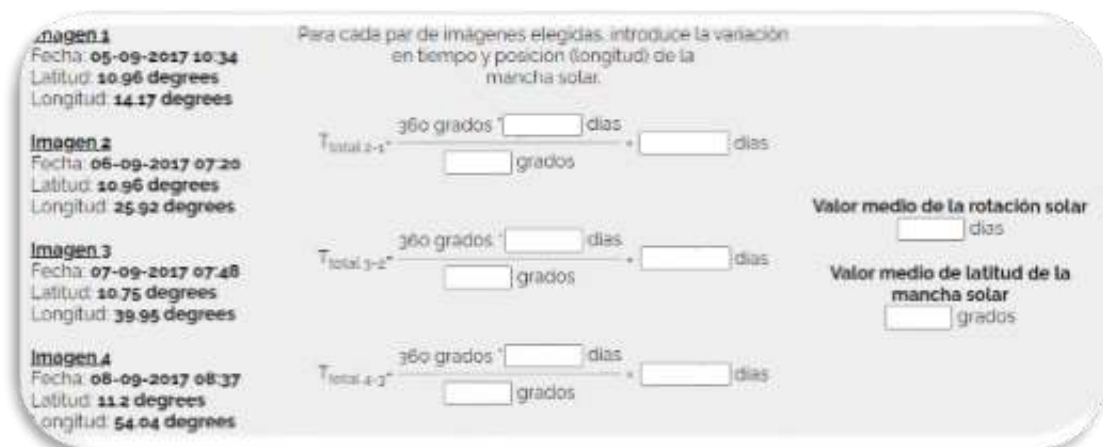 Imagen 1
Fecha: 05-09-2017 10:34
Latitud: 10.96 degrees
Longitud: 14.17 degrees
Imagen 2
Fecha: 06-09-2017 07:20
Latitud: 10.96 degrees
Longitud: 25.92 degrees
Imagen 3
Fecha: 07-09-2017 07:48
Latitud: 10.75 degrees
Longitud: 39.95 degrees
Imagen 4
Fecha: 08-09-2017 08:37
Latitud: 11.2 degrees
Longitud: 54.04 degrees
Para cada par de imágenes elegidas, introduce la variación
en tiempo y posición (longitud) de la
mancha solar.
360 grados * dias
T total 2-1 = = dias
grados
360 grados * dias
T total 3-2 = = dias
grados
360 grados * dias
T total 4-3 = = dias
grados
Valor medio de la rotación solar
dias
Valor medio de latitud de la
mancha solar
grados